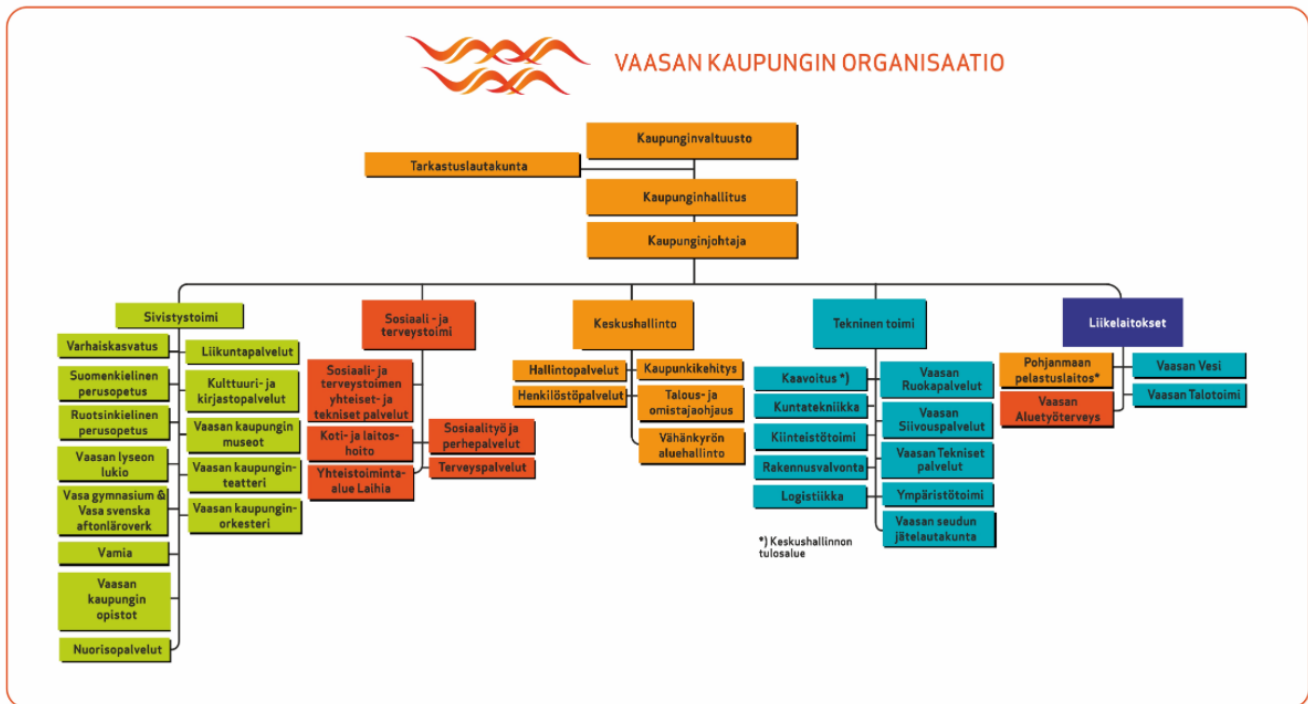 VAASAN KAUPUNGIN ORGANISAATIO
Kaupunginvaltuusto
Tarkastuslautakunta
Kaupunginhallitus
Kaupunginjohtaja
Sivistystoimi
Varhaiskasvatus
Suomenkielinen
perusopetus
Ruotsinkielinen
perusopetus
Vaasan lyseon
lukio
Vasa gymnasium &
Vasa svenska
aftonläroverk
Vamia
Vaasan
kaupungin
opistot
Nuorisopalvelut
Liikuntapalvelut
Kulttuuri- ja
kirjastopalvelut
Vaasan kaupungin
museot
Vaasan kaupungin-
teatteri
Vaasan kaupungin-
orkesteri
Sosiaali - ja
terveystoimi
Sosiaali- ja
terveystoimen
yhteiset- ja
tekniset palvelut
Koti- ja laitos-
hoito
Yhteistoiminta-
alue Laihia
Sosiaalityö ja
perhepalvelut
Terveyspalvelut
Keskushallinto
Hallintopalvelut
Henkilöstöpalvelut
Kaupunkikehitys
Talous- ja
omistajaohjaus
Vähänkyrön
aluehallinto
Tekninen toimi
Kaavoitus *)
Kuntatekniikka
Kiinteistötoimi
Rakennusvalvonta
Logistiikka
*) Keskushallinnon
tulosalue
Vaasan
Ruokapalvelut
Vaasan
Siivouspalvelut
Vaasan Tekniset
palvelut
Ympäristötoimi
Vaasan seudun
jätelautakunta
Liikelaitokset
Pohjanmaan
pelastuslaitos*
Vaasan
Aluetyöterveys
Vaasan Vesi
Vaasan Talotoimi